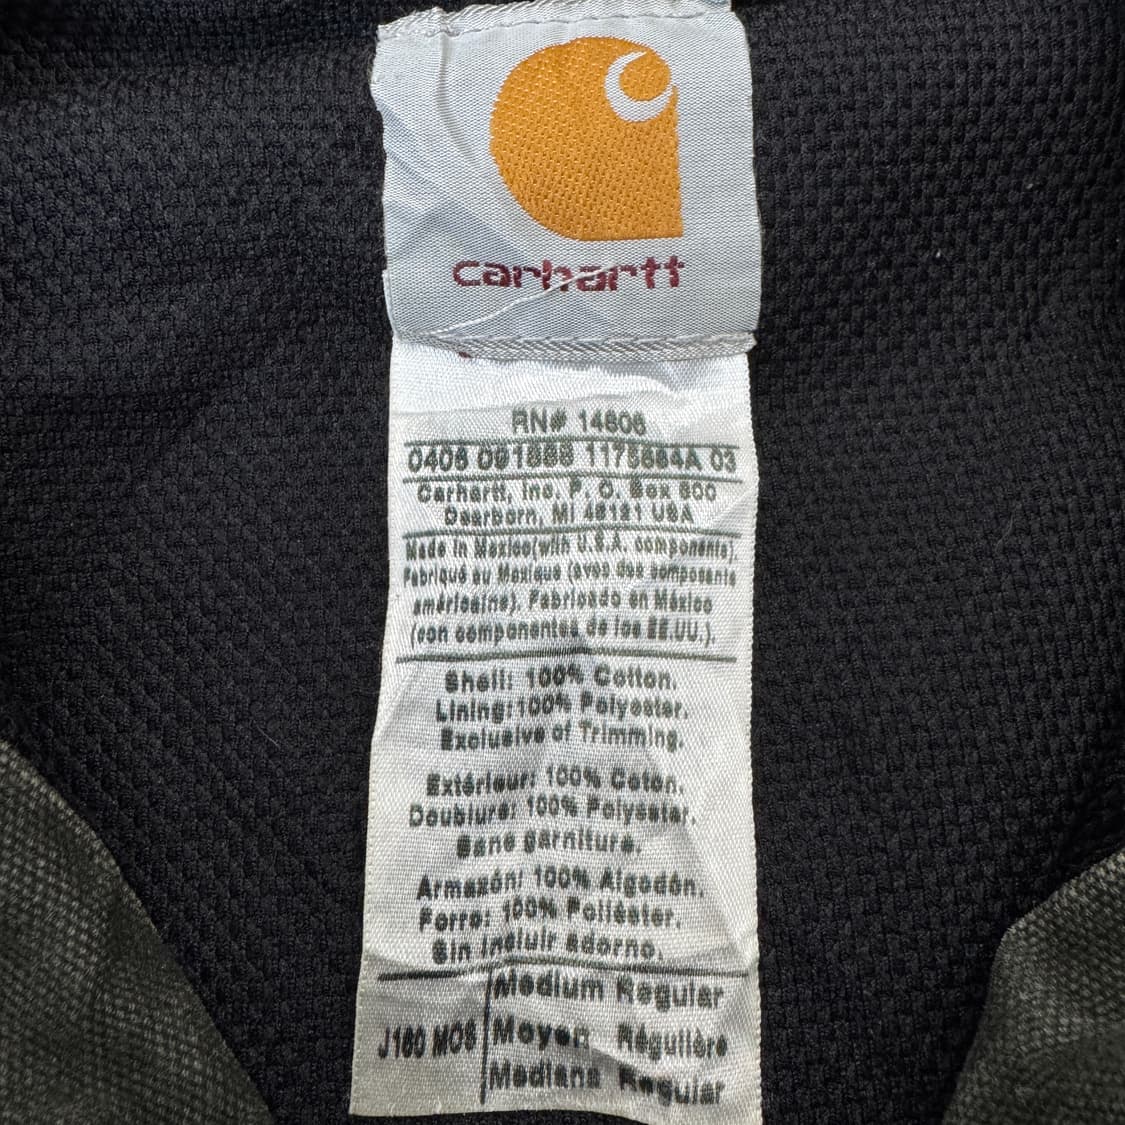 carhartt
RN# 14806
0406 091888 1175684A 03
Carhartt, Inc. P. O. Box 600
Dearborn, MI 48121 USA
Made in Mexico(with U.S.A. components).
Fabriqué au Mexique (avec des composants
américains). Fabricado en México
(con componentes de los EE.UU.).
Shell: 100% Cotton.
Lining: 100% Polyester.
Exclusive of Trimming.
Extérieur: 100% Coton.
Doublure: 100% Polyester.
Sans garniture.
Armazón: 100% Algodón.
Forro: 100% Poliéster.
Sin incluir adorno.
J160 MOS
Medium Regular
Moyen Régulière
Mediana Regular